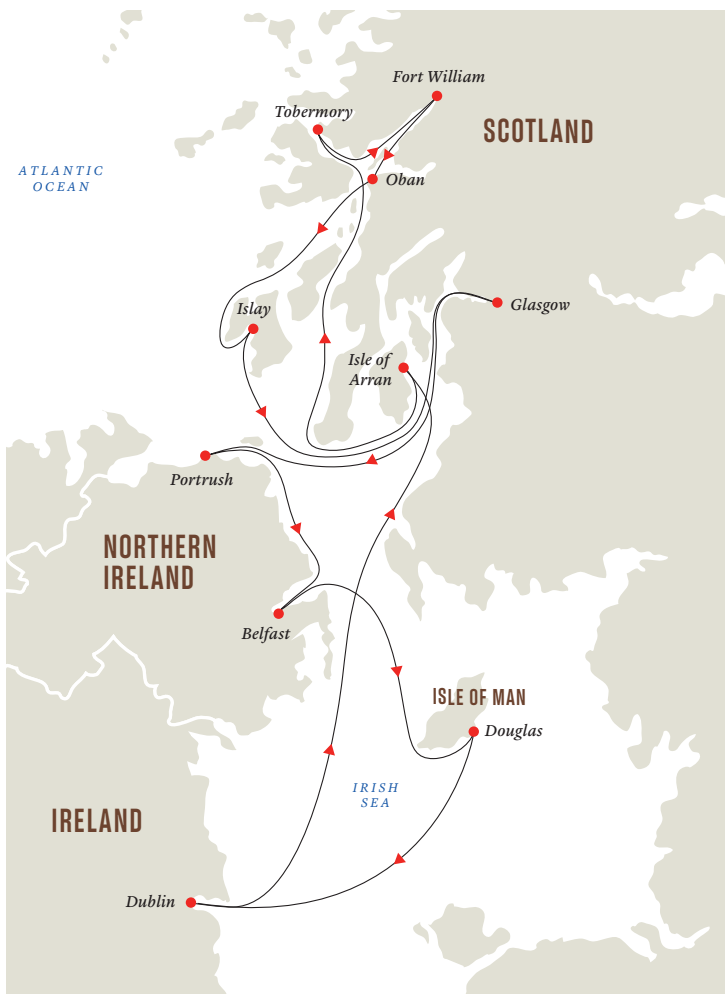 Fort William
Tobermory
SCOTLAND
ATLANTIC
OCEAN
Oban
Islay
Glasgow
Isle of
Arran
Portrush
NORTHERN
IRELAND
Belfast
ISLE OF MAN
Douglas
IRISH
SEA
IRELAND
Dublin